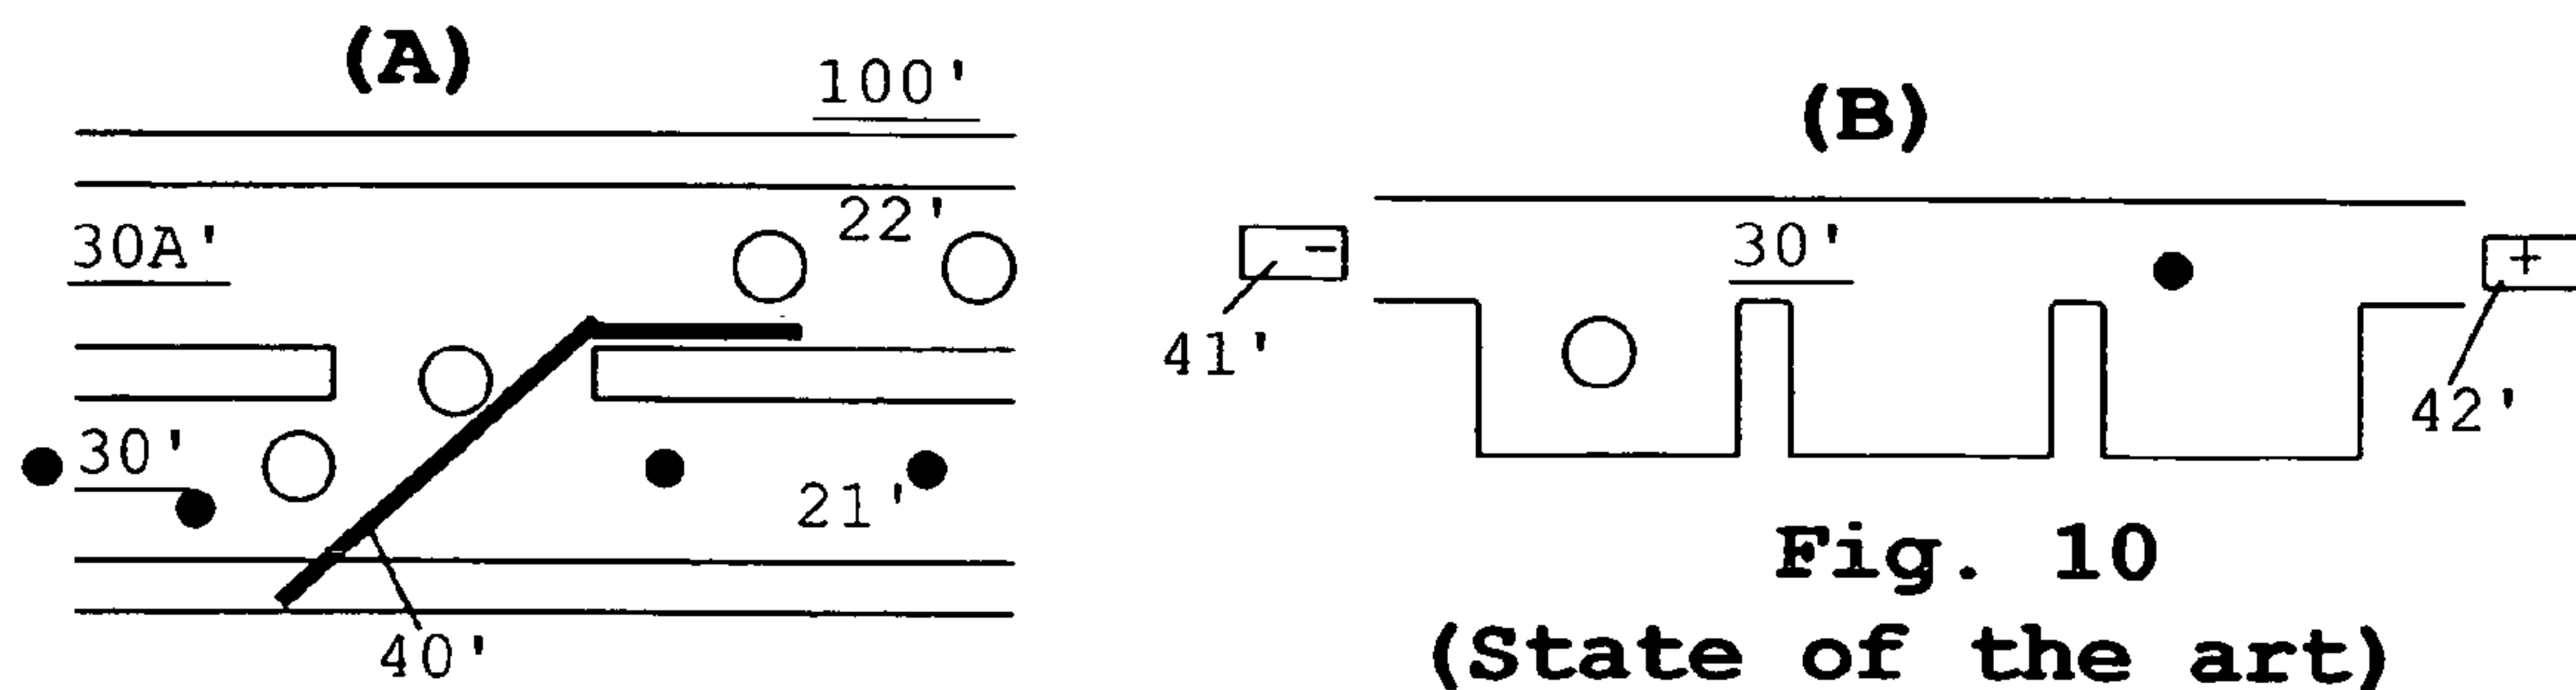 (A)
100'
22'
30A'
30'
21'
40'
(B)
-
30'
+
41'
42'
Fig. 10
(State of the art)